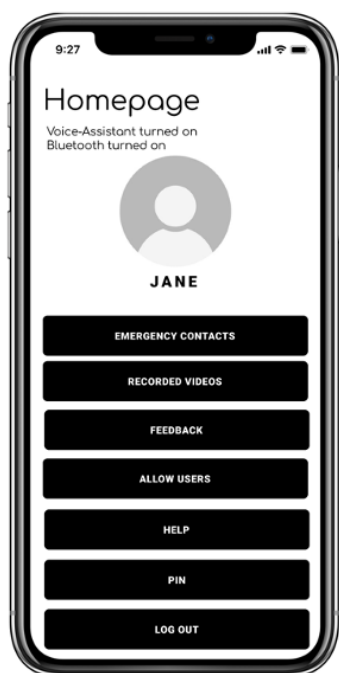 9:27
Homepage
Voice-Assistant turned on
Bluetooth turned on
JANE
EMERGENCY CONTACTS
RECORDED VIDEOS
FEEDBACK
ALLOW USERS
HELP
PIN
LOG OUT